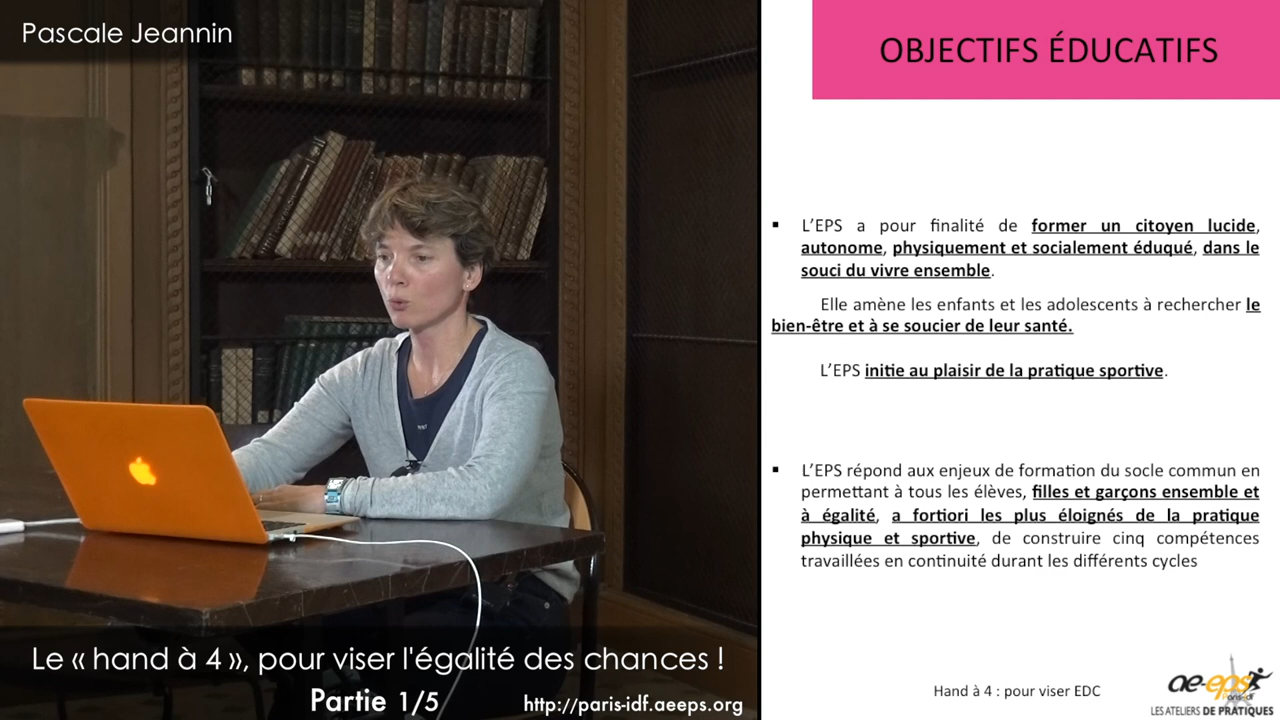 Pascale Jeannin
Le « hand à 4 », pour viser l'égalité des chances !
Partie 1/5
http://paris-idf.aeeps.org
OBJECTIFS ÉDUCATIFS
▪ L'EPS a pour finalité de former un citoyen lucide,
autonome, physiquement et socialement éduqué, dans le
souci du vivre ensemble.
Elle amène les enfants et les adolescents à rechercher le
bien-être et à se soucier de leur santé.
L'EPS initie au plaisir de la pratique sportive.
▪ L'EPS répond aux enjeux de formation du socle commun en
permettant à tous les élèves, filles et garçons ensemble et
à égalité, a fortiori les plus éloignés de la pratique
physique et sportive, de construire cinq compétences
travaillées en continuité durant les différents cycles
Hand à 4 : pour viser EDC
ae-eps
Paris-idf
LES ATELIERS DE PRATIQUES